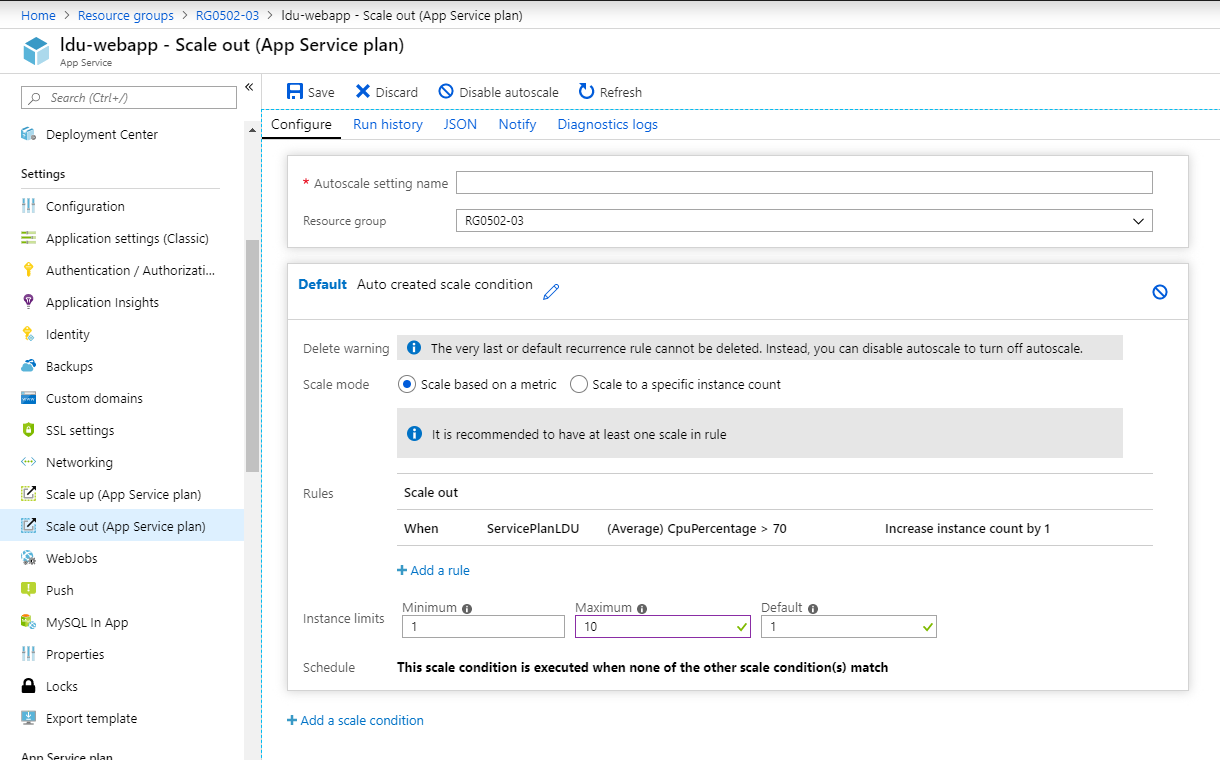 Home > Resource groups > RG0502-03 > ldu-webapp - Scale out (App Service plan)
ldu-webapp - Scale out (App Service plan)
App Service
Search (Ctrl+/)
«
Deployment Center
Settings
Configuration
Application settings (Classic)
Authentication / Authorizati...
Application Insights
Identity
Backups
Custom domains
SSL settings
Networking
Scale up (App Service plan)
Scale out (App Service plan)
WebJobs
Push
MySQL In App
Properties
Locks
Export template
App Service plan
Save Discard Disable autoscale Refresh
Configure Run history JSON Notify Diagnostics logs
* Autoscale setting name
Resource group RG0502-03
Default Auto created scale condition
Delete warning The very last or default recurrence rule cannot be deleted. Instead, you can disable autoscale to turn off autoscale.
Scale mode Scale based on a metric Scale to a specific instance count
It is recommended to have at least one scale in rule
Rules Scale out
When ServicePlanLDU (Average) CpuPercentage > 70 Increase instance count by 1
+ Add a rule
Minimum Maximum Default
Instance limits 1 10 1
Schedule This scale condition is executed when none of the other scale condition(s) match
+ Add a scale condition